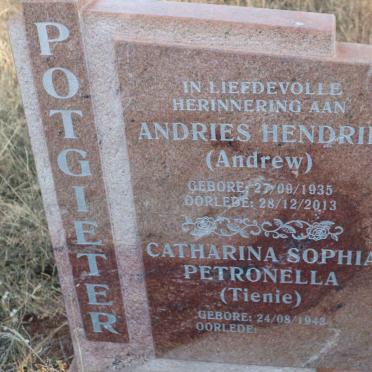 POTGIETER
IN LIEFDEVOLLE
HERINNERING AAN
ANDRIES HENDRI
(Andrew)
GEBORE: 27/09/1935
OORLEDE: 28/12/2013
CATHARINA SOPHIA
PETRONELLA
(Tienie)
GEBORE: 24/08/1942
OORLEDE: